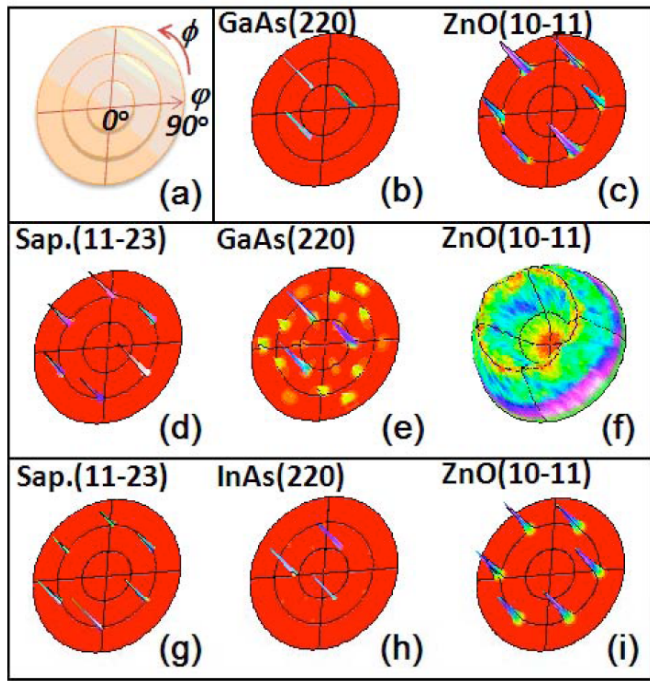 ϕ
φ
0° 90°
(a)
GaAs(220)
(b)
ZnO(10-11)
(c)
Sap.(11-23)
(d)
GaAs(220)
(e)
ZnO(10-11)
(f)
Sap.(11-23)
(g)
InAs(220)
(h)
ZnO(10-11)
(i)